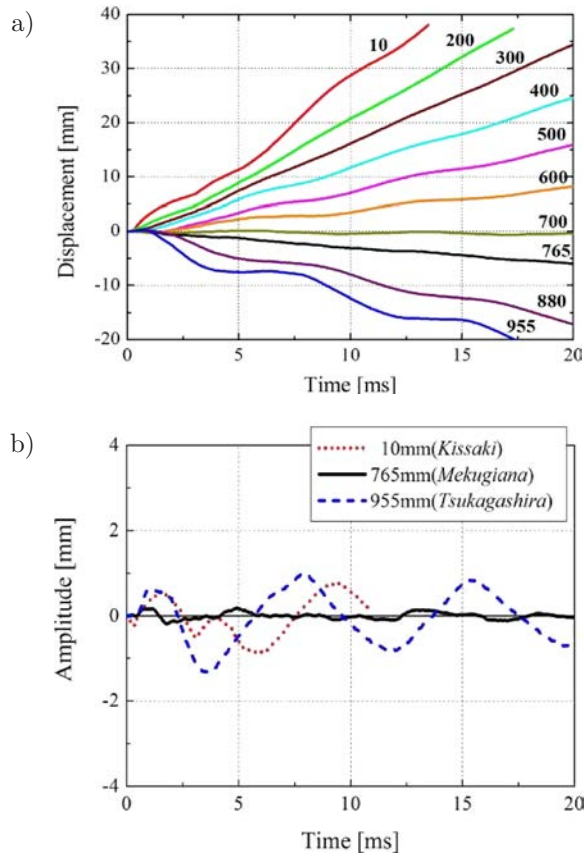 a)
40
30
20
10
0
-10
-20
Displacement [mm]
10
200
300
400
500
600
700
765
880
955
0 5 10 15 20
Time [ms]
b)
4
2
0
-2
-4
Amplitude [mm]
10mm(Kissaki)
765mm(Mekugiana)
955mm(Tsukagashira)
0 5 10 15 20
Time [ms]